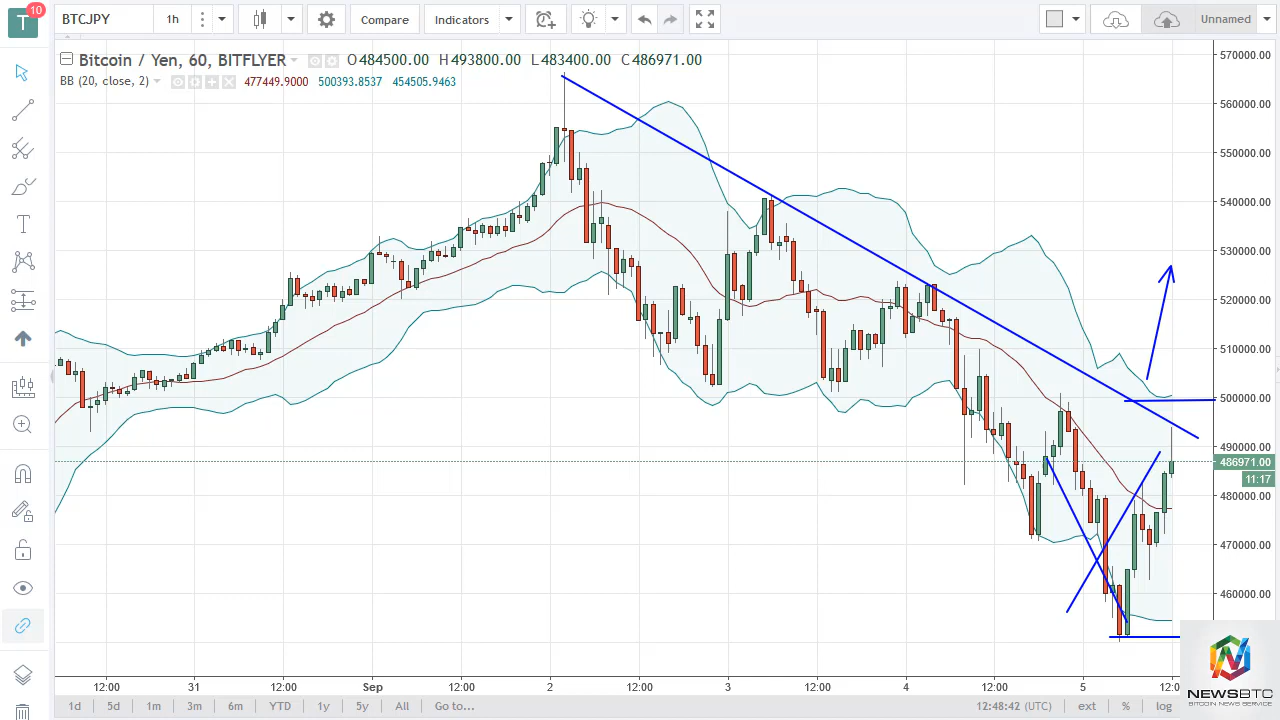 T 10 BTCJPY 1h Compare Indicators Unnamed
Bitcoin / Yen, 60, BITFLYER O484500.00 H493800.00 L483400.00 C486971.00
BB (20, close, 2) 477449.9000 500393.8537 454505.9463
570000.00
560000.00
550000.00
540000.00
530000.00
520000.00
510000.00
500000.00
490000.00
486971.00
11:17
480000.00
470000.00
460000.00
12:00 31 12:00 Sep 12:00 2 12:00 3 12:00 4 12:00 5 12:0
1d 5d 1m 3m 6m YTD 1y 5y All Go to... 12:48:42 (UTC) ext % log
NEWSBTC
BITCOIN NEWS SERVICE
T